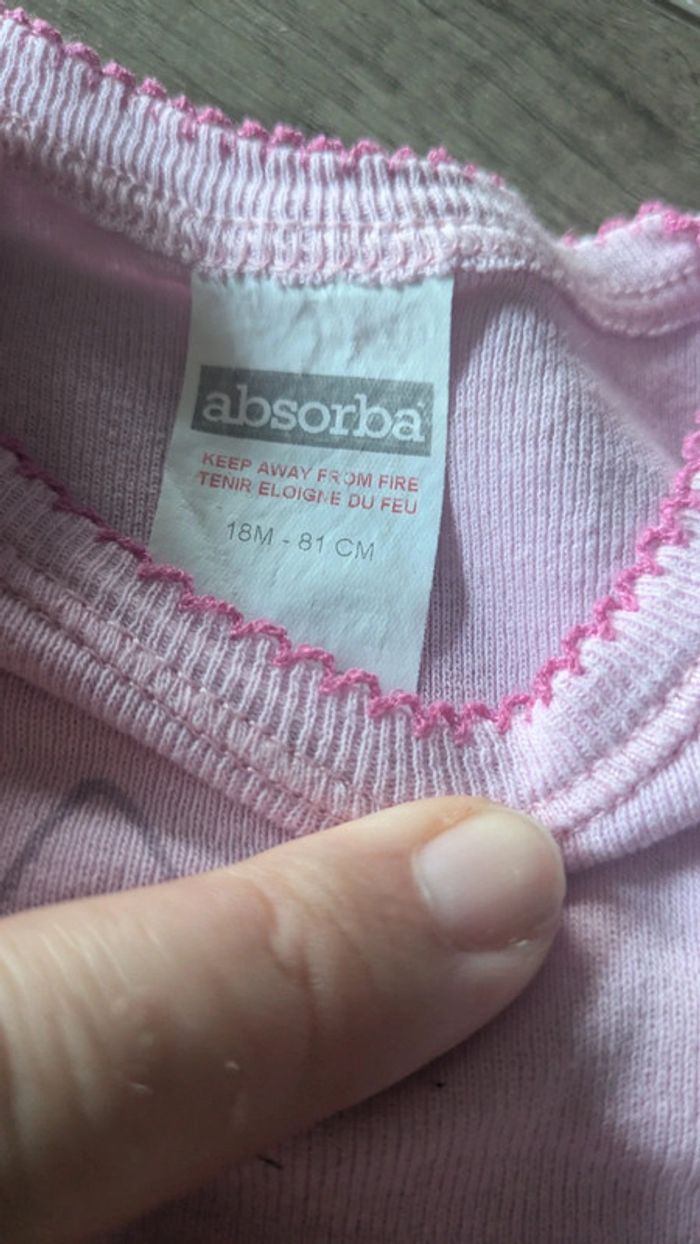 absorba
KEEP AWAY FROM FIRE
TENIR ELOIGNE DU FEU
18M - 81 CM